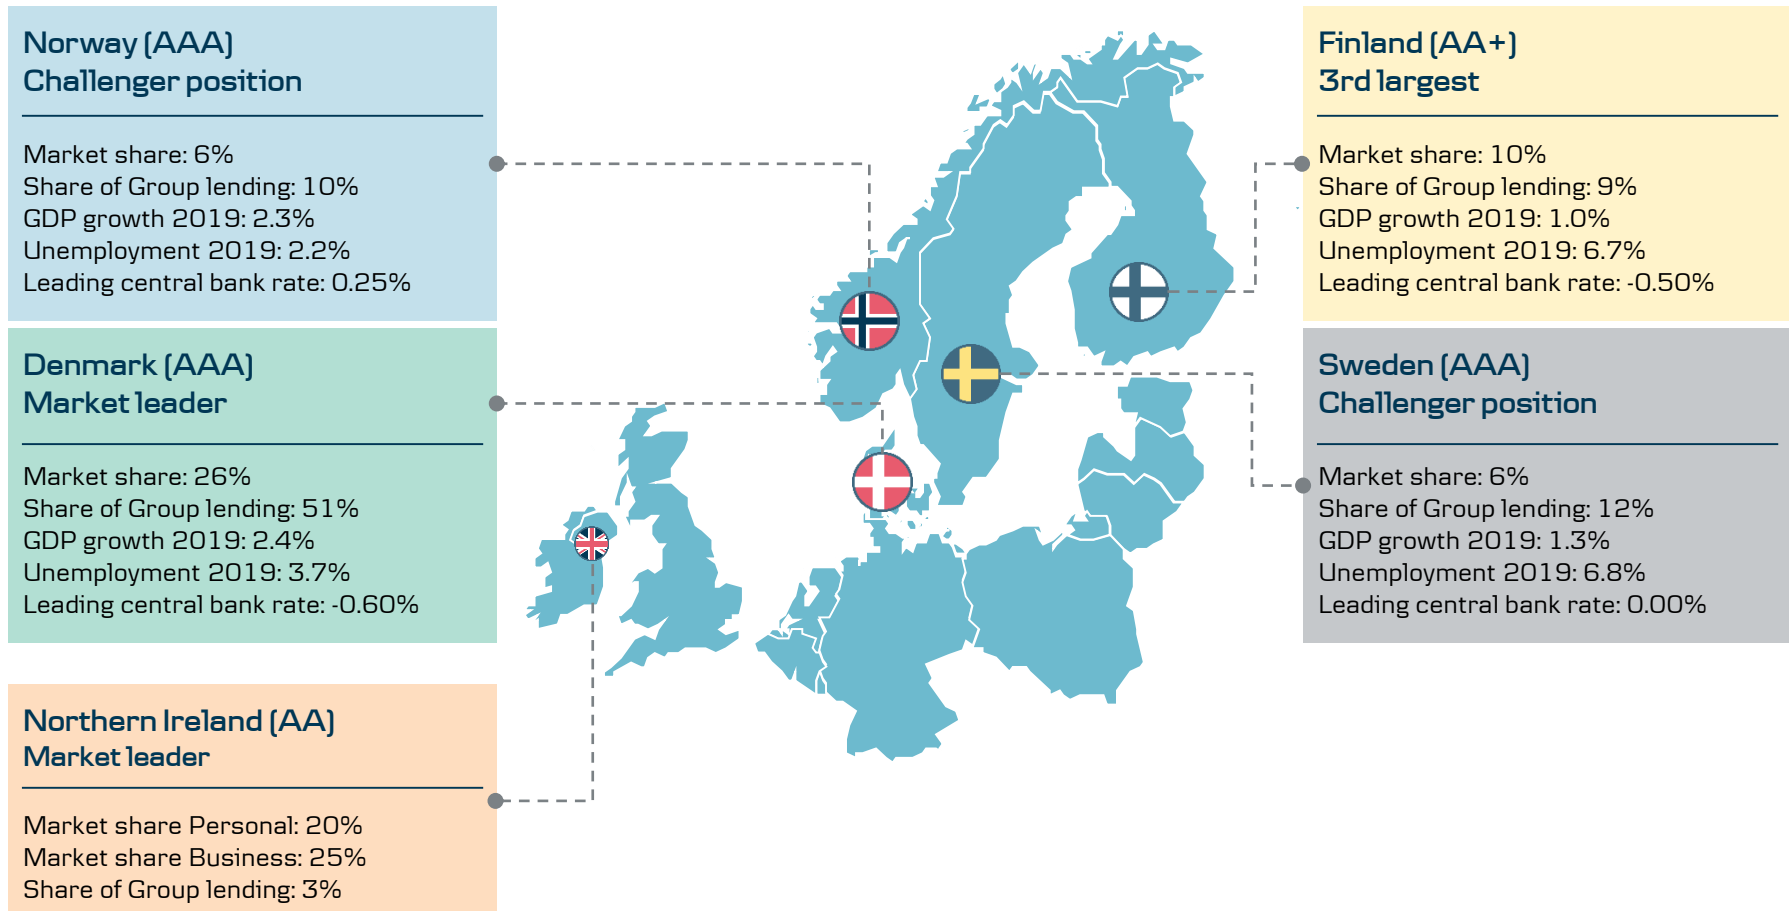 Norway (AAA)
Challenger position
Market share: 6%
Share of Group lending: 10%
GDP growth 2019: 2.3%
Unemployment 2019: 2.2%
Leading central bank rate: 0.25%
Denmark (AAA)
Market leader
Market share: 26%
Share of Group lending: 51%
GDP growth 2019: 2.4%
Unemployment 2019: 3.7%
Leading central bank rate: -0.60%
Northern Ireland (AA)
Market leader
Market share Personal: 20%
Market share Business: 25%
Share of Group lending: 3%
Finland (AA+)
3rd largest
Market share: 10%
Share of Group lending: 9%
GDP growth 2019: 1.0%
Unemployment 2019: 6.7%
Leading central bank rate: -0.50%
Sweden (AAA)
Challenger position
Market share: 6%
Share of Group lending: 12%
GDP growth 2019: 1.3%
Unemployment 2019: 6.8%
Leading central bank rate: 0.00%